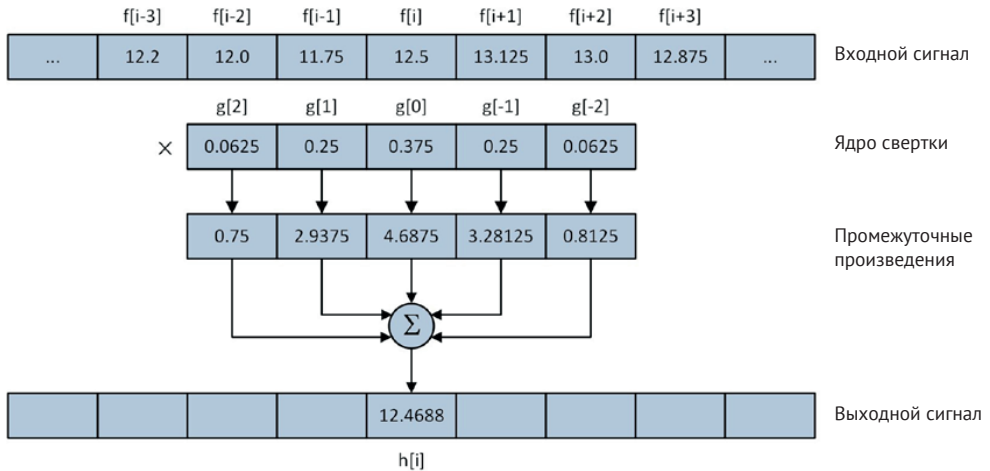 f[i-3] f[i-2] f[i-1] f[i] f[i+1] f[i+2] f[i+3]
... 12.2 12.0 11.75 12.5 13.125 13.0 12.875 ... Входной сигнал
g[2] g[1] g[0] g[-1] g[-2]
× 0.0625 0.25 0.375 0.25 0.0625 Ядро свертки
0.75 2.9375 4.6875 3.28125 0.8125 Промежуточные
произведения
Σ
12.4688 Выходной сигнал
h[i]